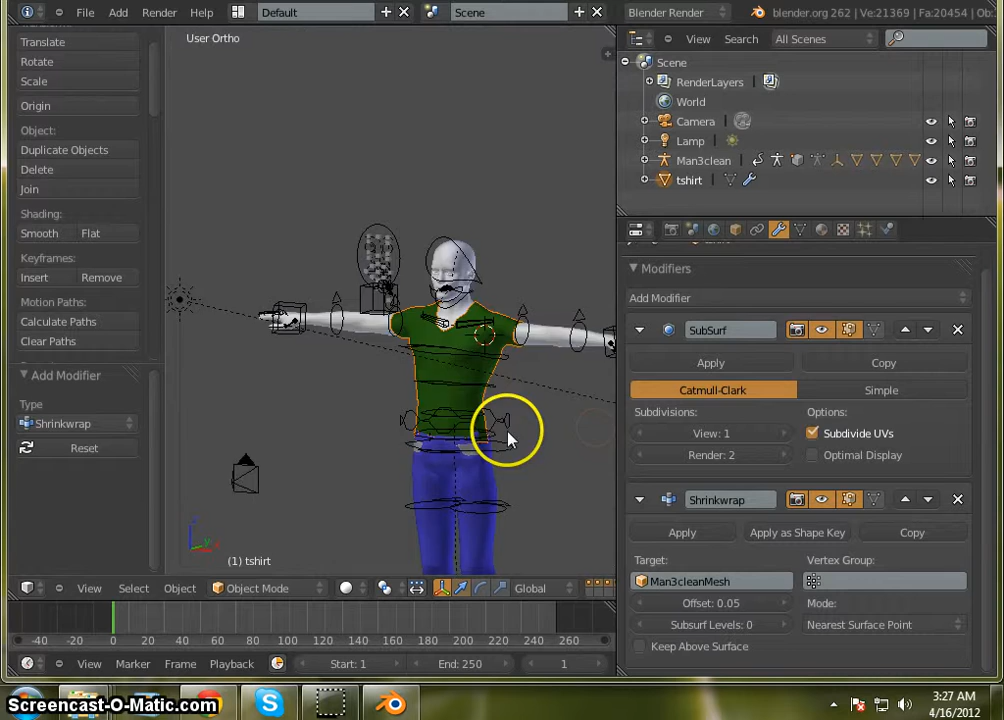 File Add Render Window Help Default Scene Blender Render blender.org 262 | Ve:21369 | Fa:20454 | Ob:
Translate
Rotate
Scale
Origin
Object:
Duplicate Objects
Delete
Join
Shading:
Smooth Flat
Keyframes:
Insert Remove
Motion Paths:
Calculate Paths
Clear Paths
Add Modifier
Type
Shrinkwrap
Reset
User Ortho
(1) tshirt
View Select Object Object Mode Global
-40 -20 0 20 40 60 80 100 120 140 160 180 200 220 240 260
View Marker Frame Playback Start: 1 End: 250 1
View Search All Scenes
Scene
RenderLayers
World
Camera
Lamp
Man3clean
tshirt
Modifiers
Add Modifier
SubSurf
Apply Copy
Catmull-Clark Simple
Subdivisions: Options:
View: 1 Subdivide UVs
Render: 2 Optimal Display
Shrinkwrap
Apply Apply as Shape Key Copy
Target: Vertex Group:
Man3cleanMesh
Offset: 0.05 Mode:
Subsurf Levels: 0 Nearest Surface Point
Keep Above Surface
Screencast-O-Matic.com
3:27 AM
4/16/2012